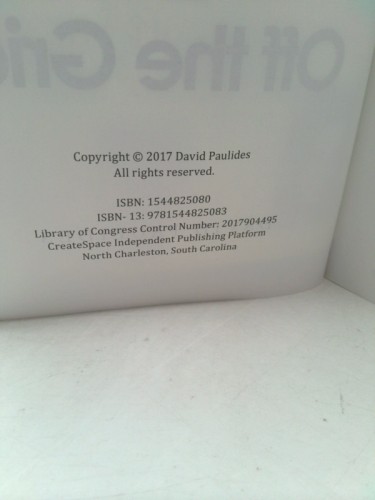 Off the Gri
Copyright © 2017 David Paulides
All rights reserved.
ISBN: 1544825080
ISBN- 13: 9781544825083
Library of Congress Control Number: 2017904495
CreateSpace Independent Publishing Platform
North Charleston, South Carolina